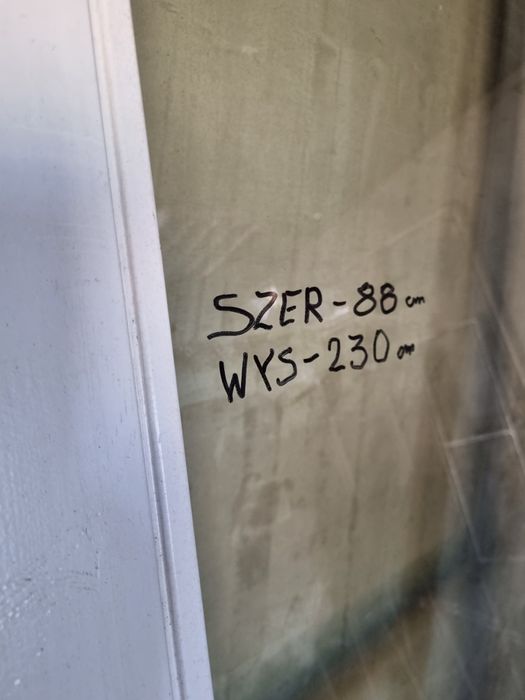 SZER - 88 cm
WYS - 230 cm